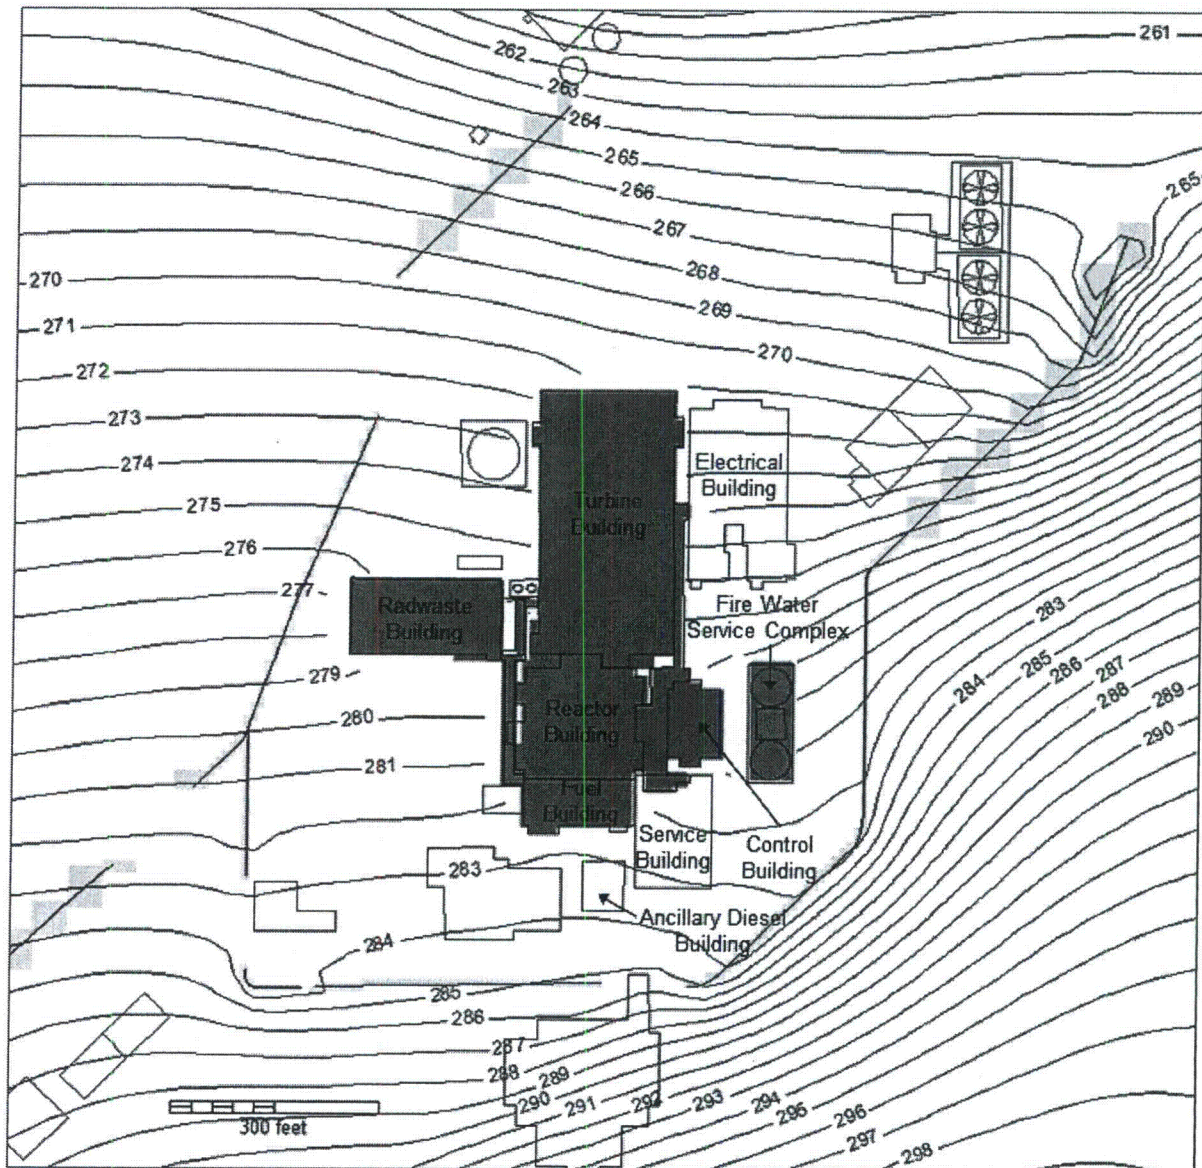 261
262
263
264
265
266
265
267
268
270
269
271
270
272
273
274
Electrical
Building
Turbine
Building
275
276
277
Radwaste
Building
Fire Water
Service Complex
283
285
286
287
284
288
289
290
279
280
Reactor
Building
281
Fuel
Building
Service
Building
Control
Building
283
Ancillary Diesel
Building
284
285
286
287
288
289
290
291
292
293
294
295
296
297
298
300 feet